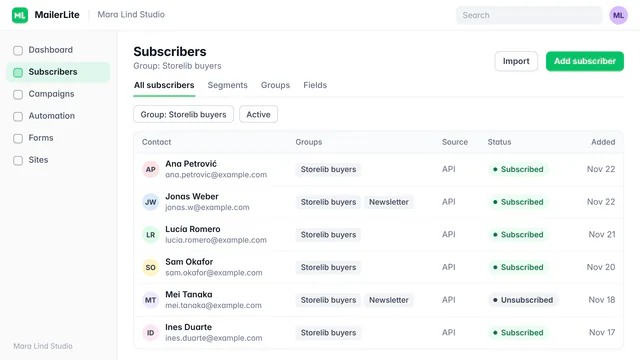 ML MailerLite Mara Lind Studio Search ML
Dashboard
Subscribers
Campaigns
Automation
Forms
Sites
Mara Lind Studio
Subscribers
Group: Storelib buyers
Import Add subscriber
All subscribers Segments Groups Fields
Group: Storelib buyers Active
Contact Groups Source Status Added
AP Ana Petrović Storelib buyers API Subscribed Nov 22
ana.petrovic@example.com
JW Jonas Weber Storelib buyers Newsletter API Subscribed Nov 22
jonas.w@example.com
LR Lucía Romero Storelib buyers API Subscribed Nov 21
lucia.romero@example.com
SO Sam Okafor Storelib buyers API Subscribed Nov 20
sam.okafor@example.com
MT Mei Tanaka Storelib buyers Newsletter API Unsubscribed Nov 18
mei.tanaka@example.com
ID Ines Duarte Storelib buyers API Subscribed Nov 17
ines.duarte@example.com